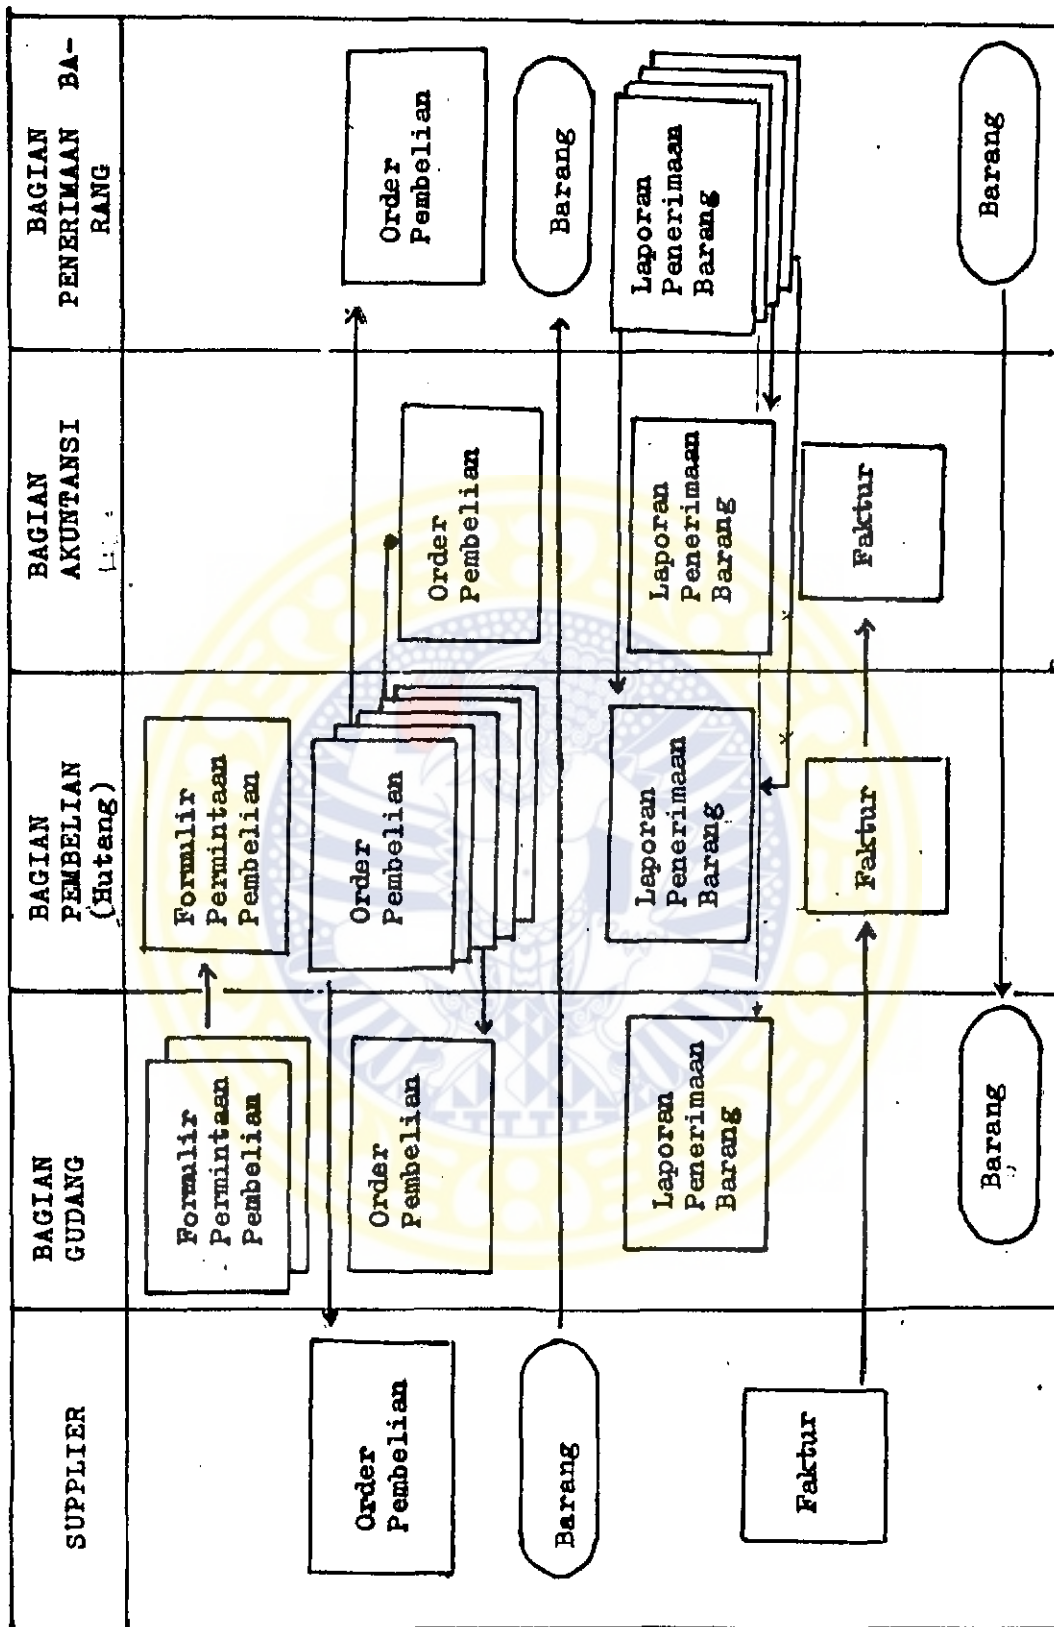 SUPPLIER
BAGIAN
GUDANG
BAGIAN
PEMBELIAN
(Hutang)
BAGIAN
AKUNTANSI
BAGIAN
PENERIMAAN BA-
RANG
Formulir
Permintaan
Pembelian
Formulir
Permintaan
Pembelian
Order
Pembelian
Order
Pembelian
Order
Pembelian
Order
Pembelian
Order
Pembelian
Barang
Barang
Laporan
Penerimaan
Barang
Laporan
Penerimaan
Barang
Laporan
Penerimaan
Barang
Laporan
Penerimaan
Barang
Faktur
Faktur
Faktur
Barang
Barang